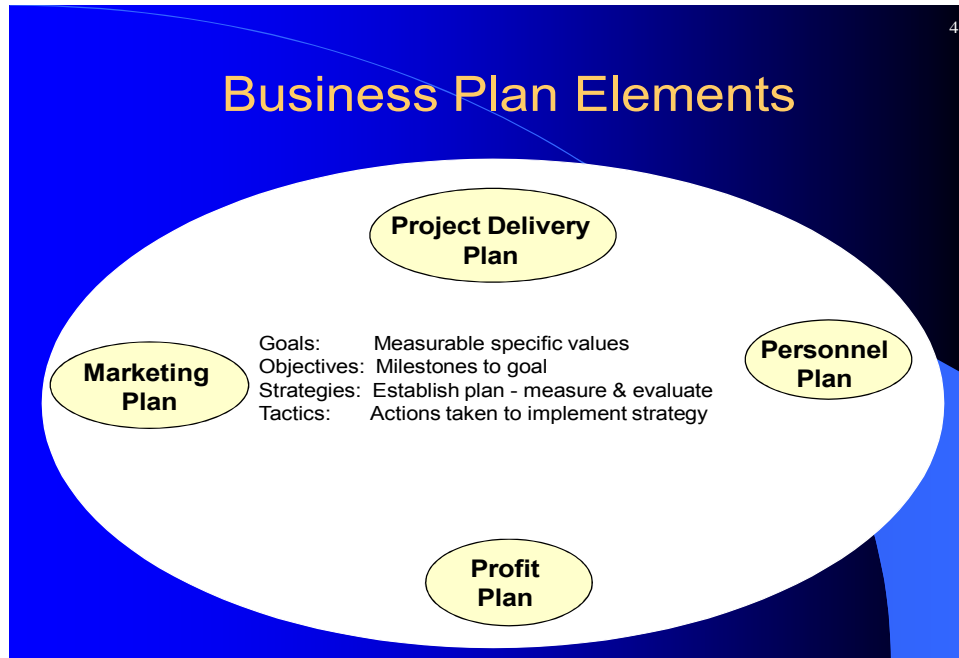 4
Business Plan Elements
Project Delivery
Plan
Goals: Measurable specific values
Objectives: Milestones to goal
Strategies: Establish plan - measure & evaluate
Tactics: Actions taken to implement strategy
Marketing
Plan
Personnel
Plan
Profit
Plan